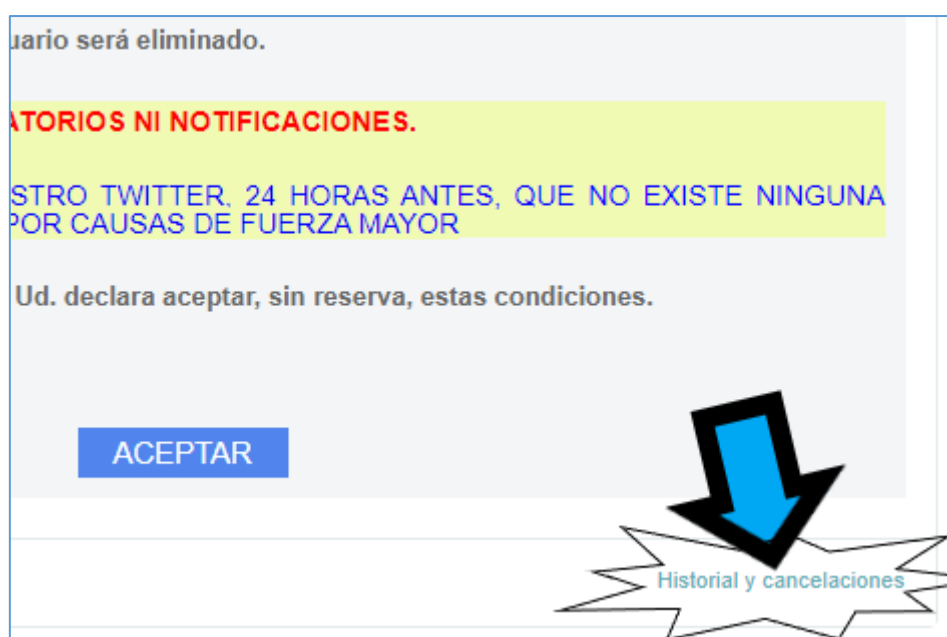 uario será eliminado.
ATORIOS NI NOTIFICACIONES.
STRO TWITTER, 24 HORAS ANTES, QUE NO EXISTE NINGUNA
POR CAUSAS DE FUERZA MAYOR
Ud. declara aceptar, sin reserva, estas condiciones.
ACEPTAR
Historial y cancelaciones